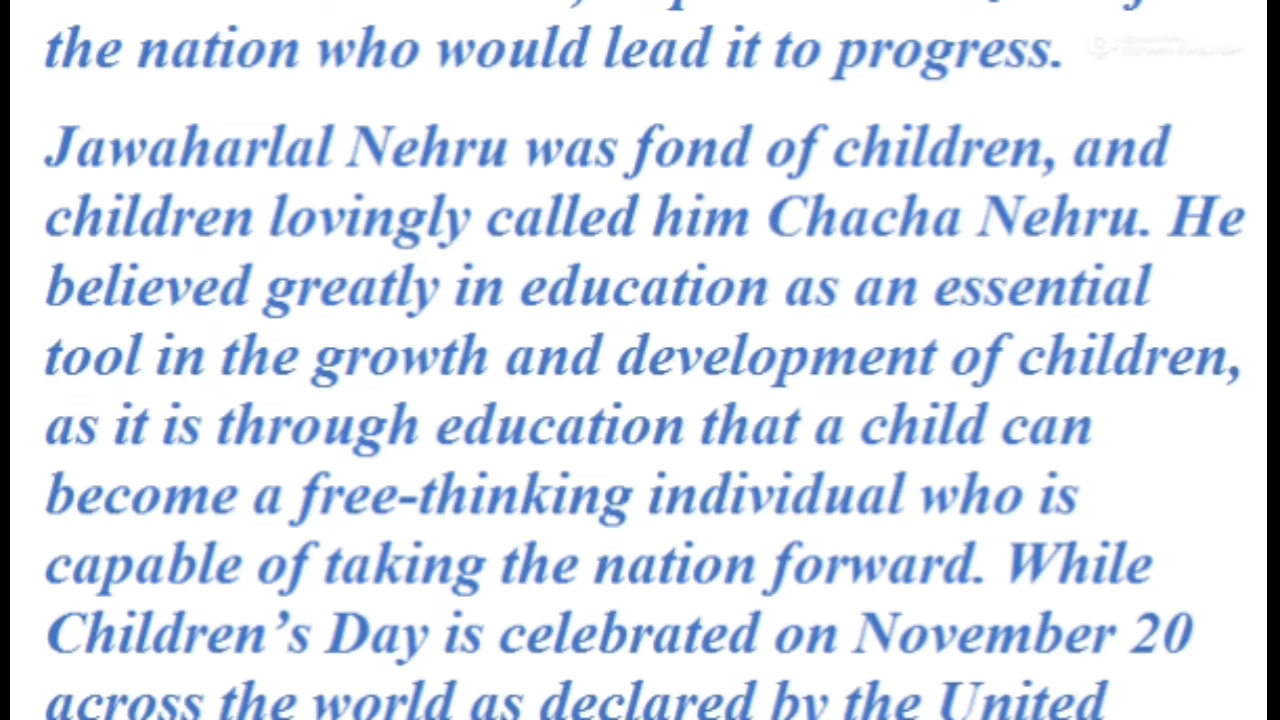 the nation who would lead it to progress.
Jawaharlal Nehru was fond of children, and
children lovingly called him Chacha Nehru. He
believed greatly in education as an essential
tool in the growth and development of children,
as it is through education that a child can
become a free-thinking individual who is
capable of taking the nation forward. While
Children’s Day is celebrated on November 20
across the world as declared by the United